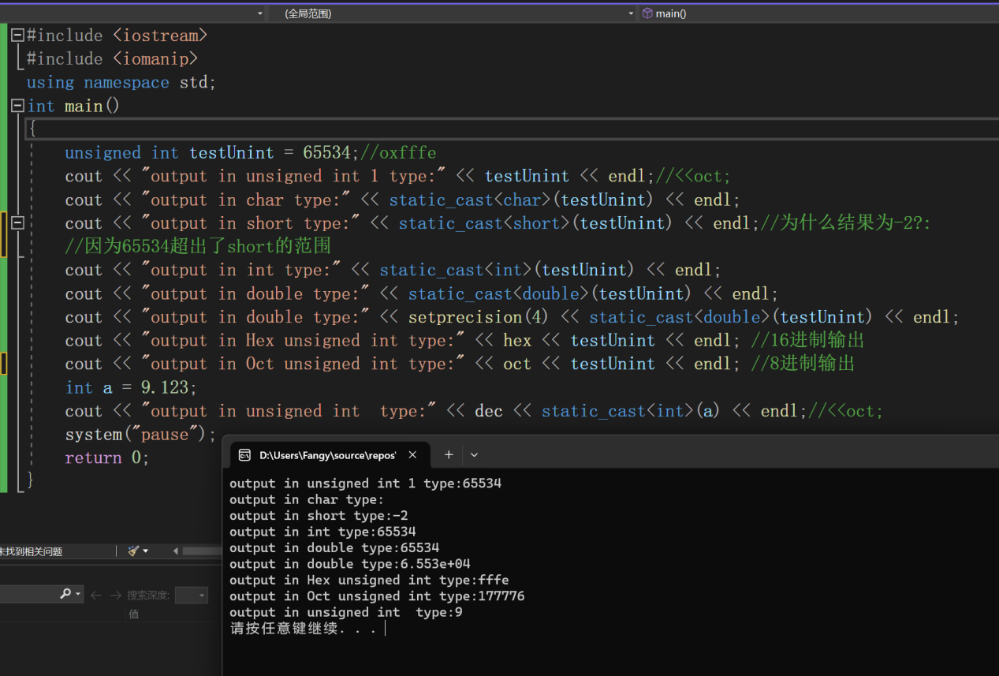 (全局范围) main()
#include <iostream>
#include <iomanip>
using namespace std;
int main()
{
unsigned int testUnint = 65534;//oxfffe
cout << "output in unsigned int 1 type:" << testUnint << endl;//<<oct;
cout << "output in char type:" << static_cast<char>(testUnint) << endl;
cout << "output in short type:" << static_cast<short>(testUnint) << endl;//为什么结果为-2?:
//因为65534超出了short的范围
cout << "output in int type:" << static_cast<int>(testUnint) << endl;
cout << "output in double type:" << static_cast<double>(testUnint) << endl;
cout << "output in double type:" << setprecision(4) << static_cast<double>(testUnint) << endl;
cout << "output in Hex unsigned int type:" << hex << testUnint << endl; //16进制输出
cout << "output in Oct unsigned int type:" << oct << testUnint << endl; //8进制输出
int a = 9.123;
cout << "output in unsigned int  type:" << dec << static_cast<int>(a) << endl;//<<oct;
system("pause");
return 0;
}
D:\Users\Fangy\source\repos'
output in unsigned int 1 type:65534
output in char type:
output in short type:-2
output in int type:65534
output in double type:65534
output in double type:6.553e+04
output in Hex unsigned int type:fffe
output in Oct unsigned int type:177776
output in unsigned int  type:9
请按任意键继续. . .
未找到相关问题
搜索深度:
值